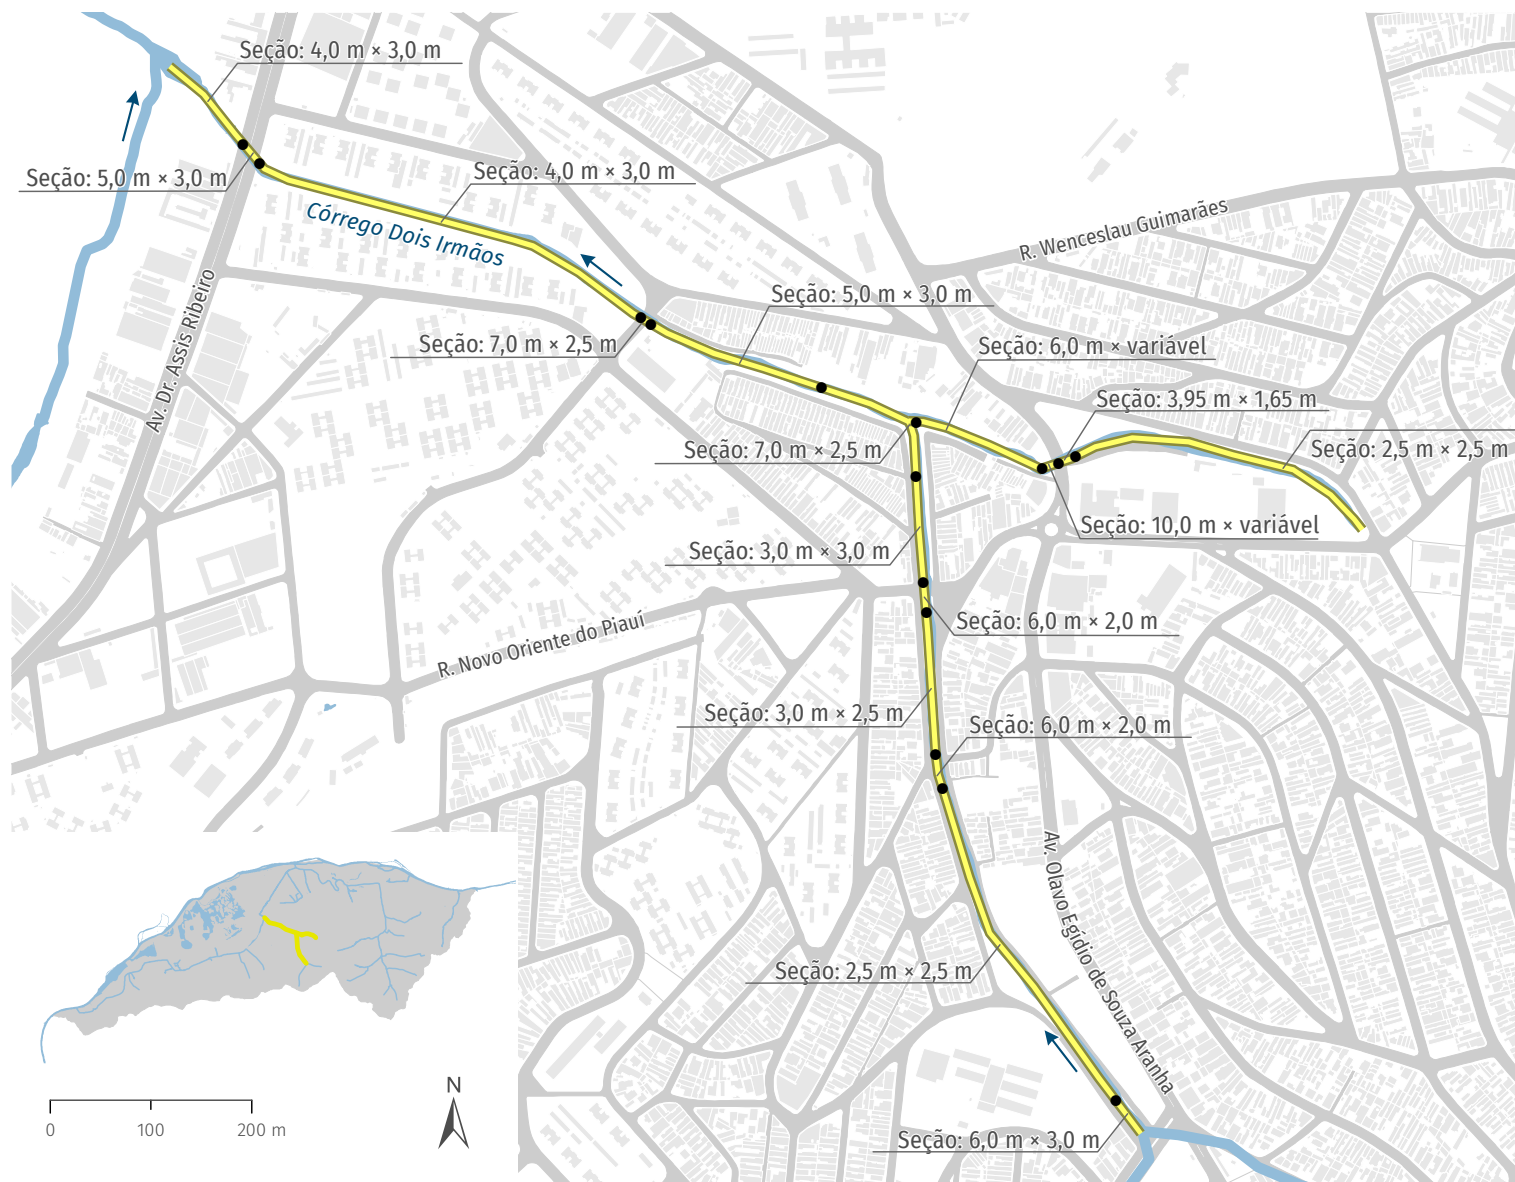 Seção: 4,0 m × 3,0 m
Seção: 5,0 m × 3,0 m
Seção: 4,0 m × 3,0 m
Córrego Dois Irmãos
R. Wenceslau Guimarães
Av. Dr. Assis Ribeiro
Seção: 5,0 m × 3,0 m
Seção: 7,0 m × 2,5 m
Seção: 6,0 m × variável
Seção: 3,95 m × 1,65 m
Seção: 7,0 m × 2,5 m
Seção: 2,5 m × 2,5 m
Seção: 10,0 m × variável
Seção: 3,0 m × 3,0 m
Seção: 6,0 m × 2,0 m
R. Novo Oriente do Piauí
Seção: 3,0 m × 2,5 m
Seção: 6,0 m × 2,0 m
Av. Olavo Egídio de Souza Aranha
Seção: 2,5 m × 2,5 m
Seção: 6,0 m × 3,0 m
N
0 100 200 m